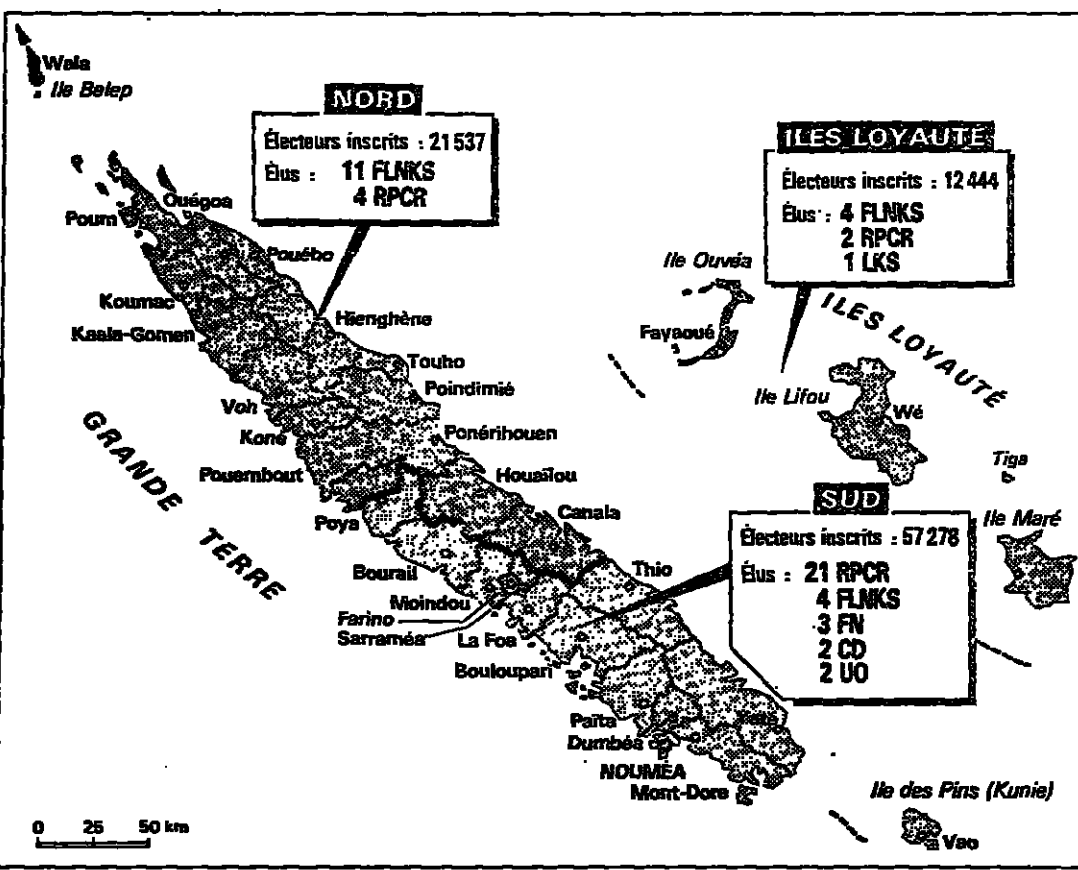 Wala
Ile Belep
NORD
Électeurs inscrits : 21 537
Élus : 11 FLNKS
4 RPCR
ILES LOYAUTÉ
Électeurs inscrits : 12 444
Élus : 4 FLNKS
2 RPCR
1 LKS
Ouégoa
Poum
Pouébo
Koumac
Hienghène
Kaala-Gomen
Touho
Poindimié
Voh
Koné
Ponérihouen
Pouembout
Houaïlou
Poya
Canala
Bourail
Thio
Moindou
Farino
Sarraméa
La Foa
Bouloupari
Païta
Dumbéa
NOUMÉA
Mont-Dore
GRANDE TERRE
Ile Ouvéa
Fayaoué
ILES LOYAUTÉ
Ile Lifou
Wé
Tiga
Ile Maré
SUD
Électeurs inscrits : 57 278
Élus : 21 RPCR
4 FLNKS
3 FN
2 CD
2 UO
Ile des Pins (Kunie)
Vao
0 25 50 km